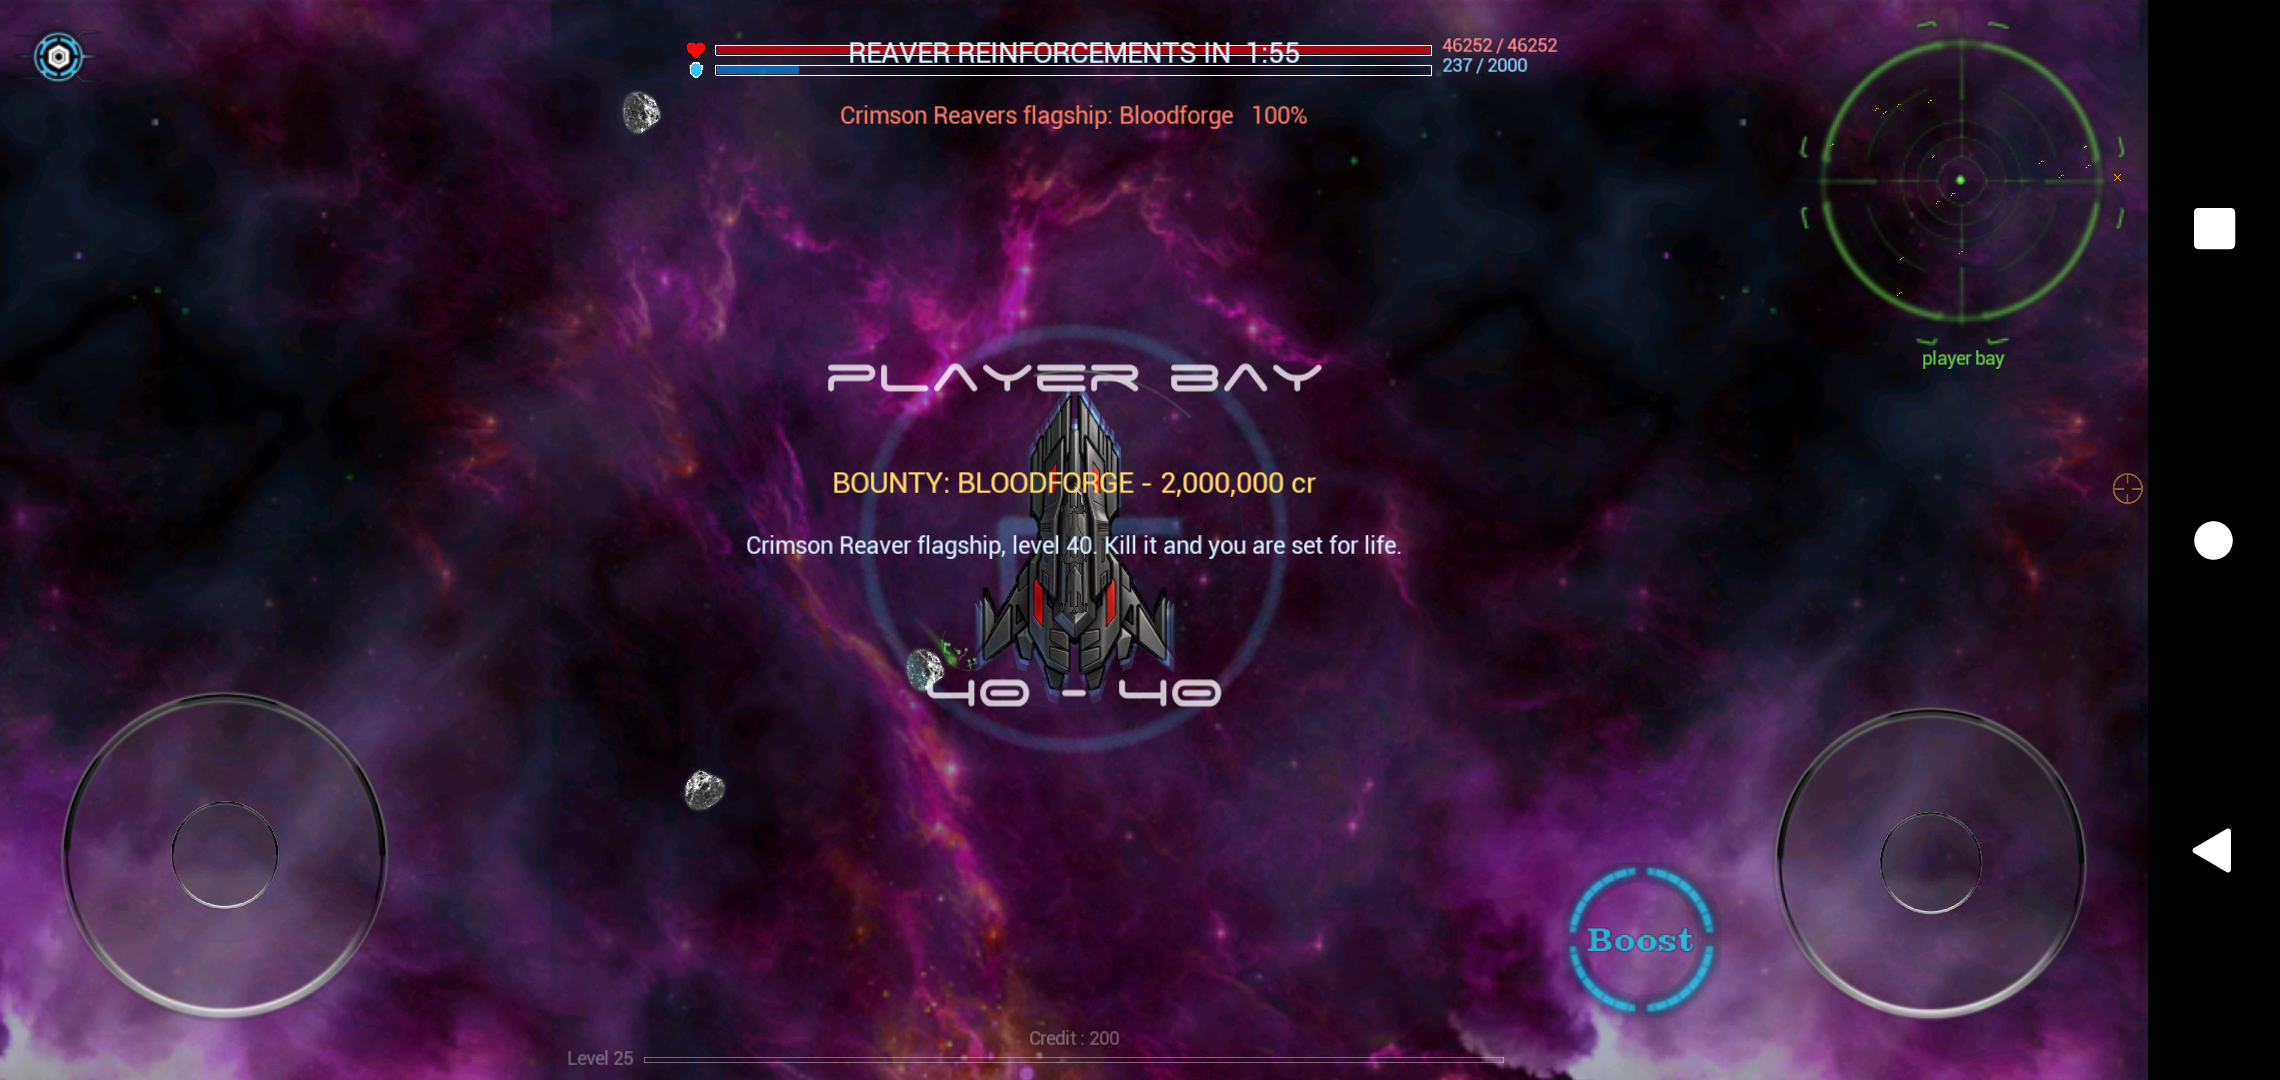 REAVER REINFORCEMENTS IN 1:55
46252 / 46252
237 / 2000
Crimson Reavers flagship: Bloodforge 100%
player bay
PLAYER BAY
BOUNTY: BLOODFORGE - 2,000,000 cr
Crimson Reaver flagship, level 40. Kill it and you are set for life.
40 - 40
Boost
Credit : 200
Level 25